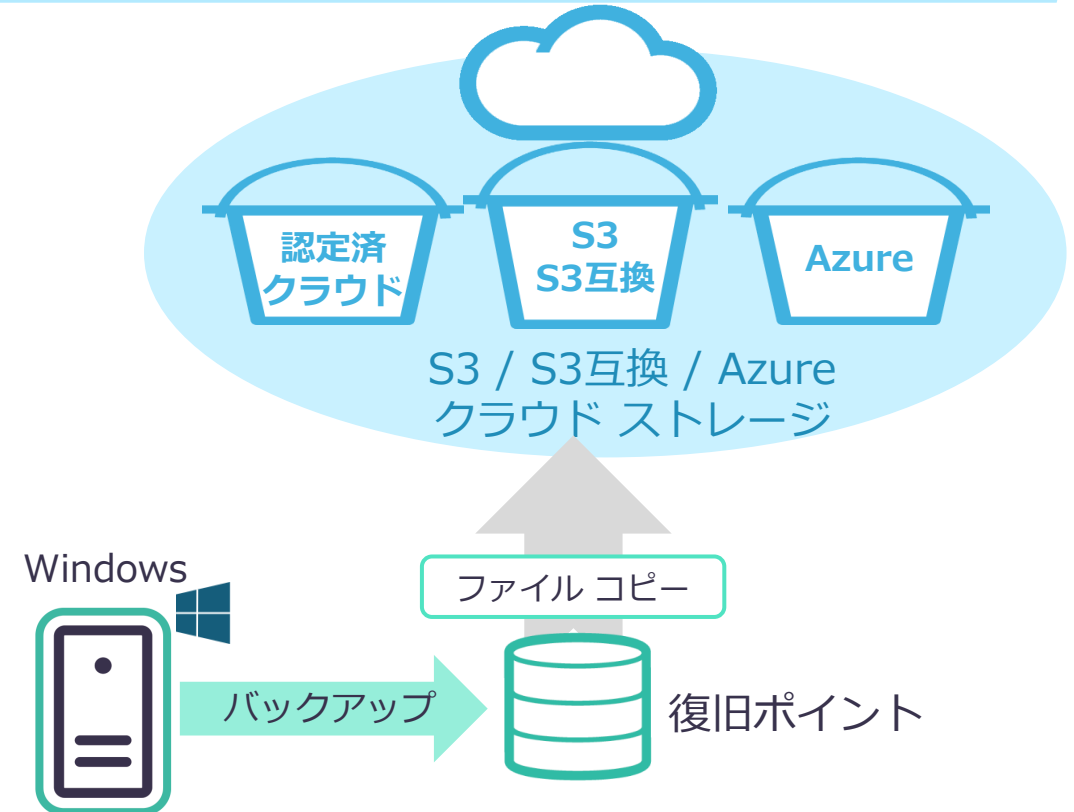 認定済
クラウド
S3
S3互換
Azure
S3 / S3互換 / Azure
クラウド ストレージ
Windows
ファイル コピー
バックアップ
復旧ポイント